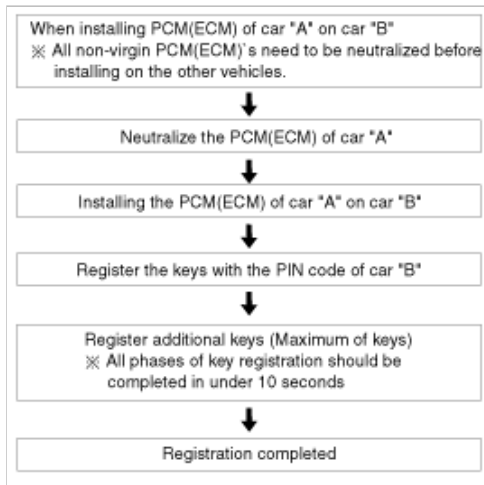 When installing PCM(ECM) of car "A" on car "B"
※ All non-virgin PCM(ECM)`s need to be neutralized before
installing on the other vehicles.
Neutralize the PCM(ECM) of car "A"
Installing the PCM(ECM) of car "A" on car "B"
Register the keys with the PIN code of car "B"
Register additional keys (Maximum of keys)
※ All phases of key registration should be
completed in under 10 seconds
Registration completed